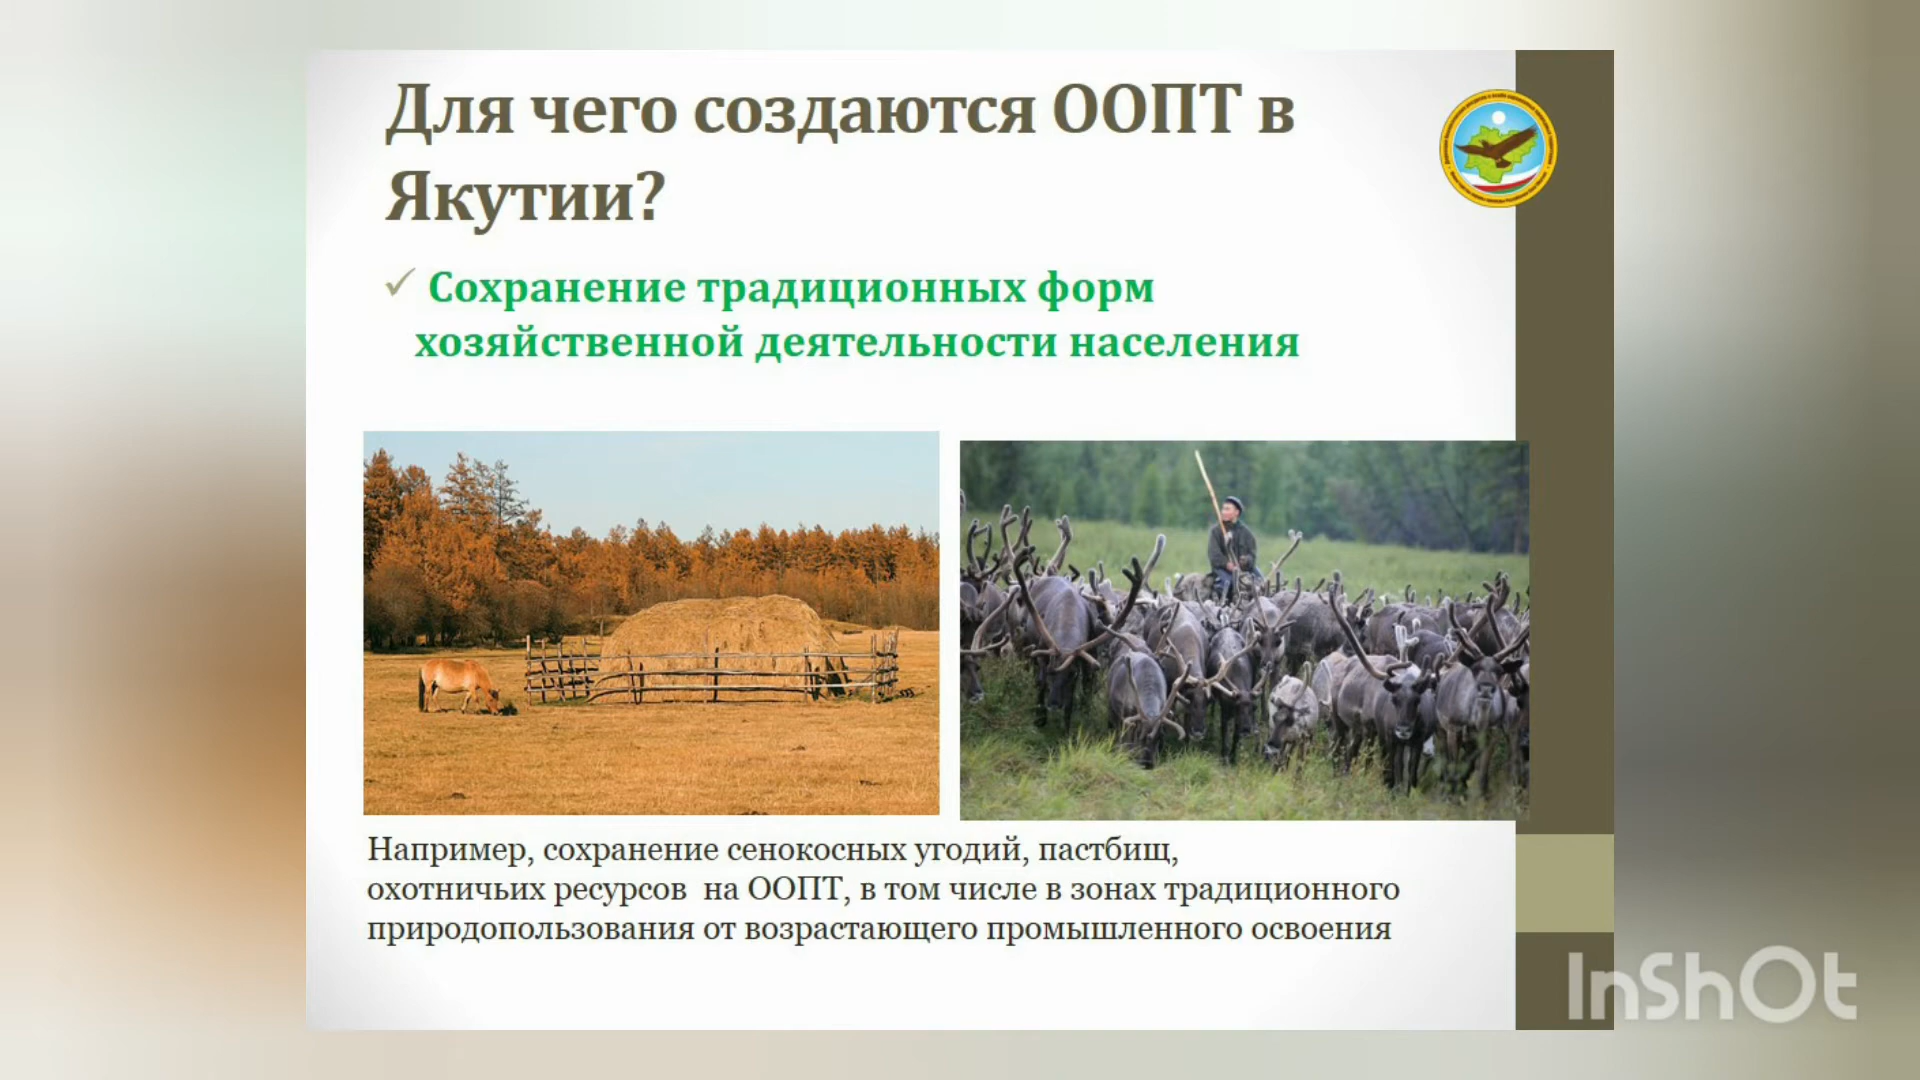 Для чего создаются ООПТ в
Якутии?
✓ Сохранение традиционных форм
хозяйственной деятельности населения
Например, сохранение сенокосных угодий, пастбищ,
охотничьих ресурсов на ООПТ, в том числе в зонах традиционного
природопользования от возрастающего промышленного освоения
InShOt